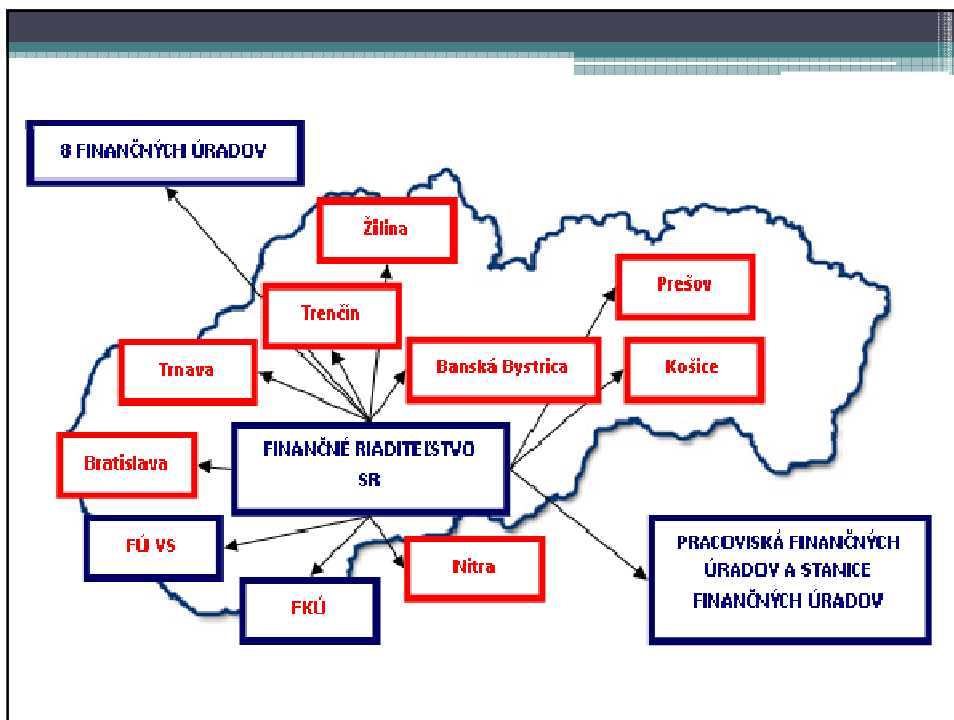 8 FINANČNÝCH ÚRADOV
Žilina
Prešov
Trenčín
Trnava
Banská Bystrica
Košice
FINANČNÉ RIADITEĽSTVO
SR
Bratislava
FÚ VS
Nitra
FKÚ
PRACOVISKÁ FINANČNÝCH
ÚRADOV A STANICE
FINANČNÝCH ÚRADOV